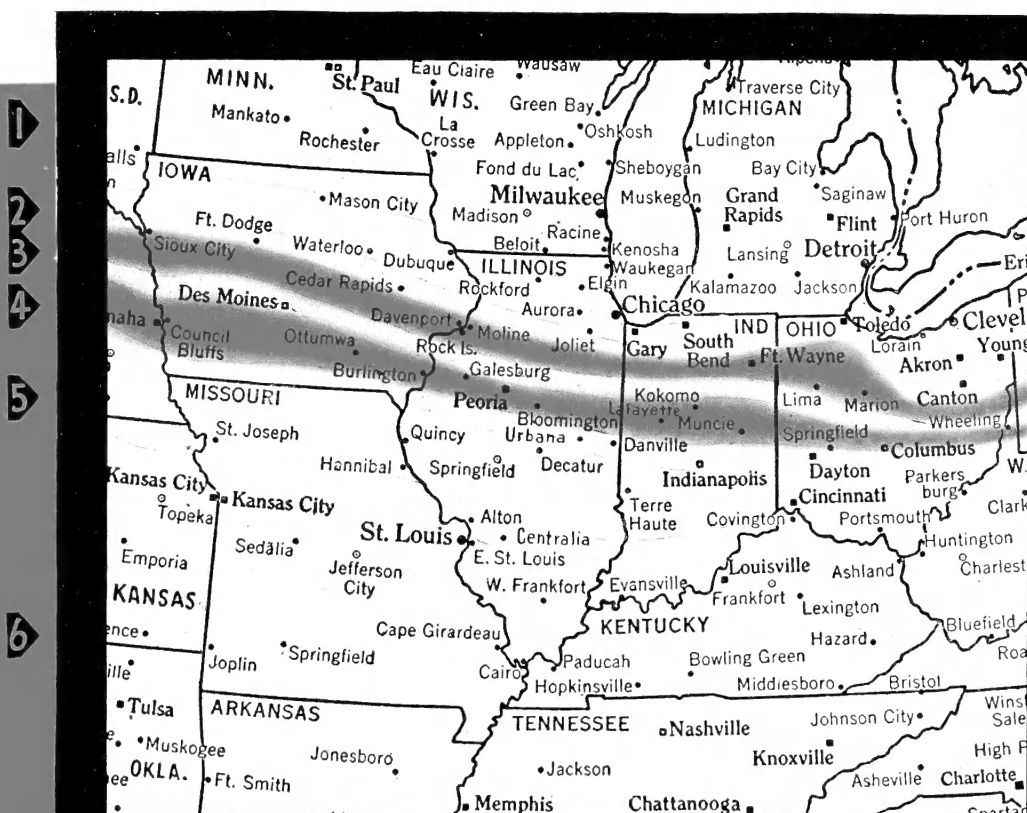 1
2
3
4
5
6
MINN.
St. Paul
Eau Claire
Wausaw
S.D.
WIS.
Green Bay
Traverse City
MICHIGAN
Mankato
Rochester
La
Crosse
Appleton
Oshkosh
Ludington
Fond du Lac
Sheboygan
Bay City
IOWA
Mason City
Milwaukee
Muskegon
Grand
Rapids
Saginaw
Madison
Flint
Port Huron
Ft. Dodge
Racine
Sioux City
Waterloo
Dubuque
Beloit
Kenosha
Lansing
Detroit
ILLINOIS
Waukegan
Cedar Rapids
Rockford
Elgin
Kalamazoo
Jackson
Des Moines
Aurora
Chicago
Davenport
Moline
IND
OHIO
Toledo
Council
Bluffs
Ottumwa
Rock Is.
Joliet
Gary
South
Bend
Ft. Wayne
Lorain
Akron
Burlington
Galesburg
MISSOURI
Peoria
Kokomo
Lima
Marion
Canton
Lafayette
Bloomington
Muncie
Wheeling
St. Joseph
Quincy
Urbana
Danville
Springfield
Columbus
Hannibal
Springfield
Decatur
Indianapolis
Dayton
Parkers
burg
Kansas City
Kansas City
Cincinnati
Topeka
Terre
Haute
Covington
Portsmouth
Alton
St. Louis
Centralia
Huntington
Emporia
Sedalia
E. St. Louis
Jefferson
City
Louisville
Ashland
KANSAS
W. Frankfort
Evansville
Frankfort
Lexington
Cape Girardeau
KENTUCKY
Hazard
Bluefield
Joplin
Springfield
Cairo
Paducah
Bowling Green
Hopkinsville
Middlesboro
Bristol
Tulsa
ARKANSAS
TENNESSEE
Nashville
Johnson City
Muskogee
Jonesboro
Knoxville
OKLA.
Ft. Smith
Jackson
Asheville
Charlotte
Memphis
Chattanooga